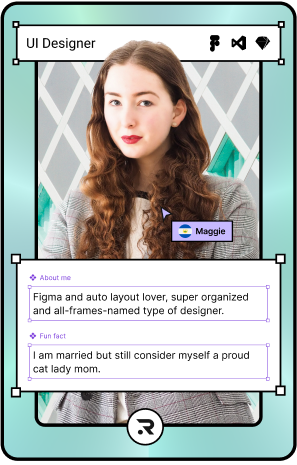 UI Designer
Maggie
About me
Figma and auto layout lover, super organized
and all-frames-named type of designer.
Fun fact
I am married but still consider myself a proud
cat lady mom.